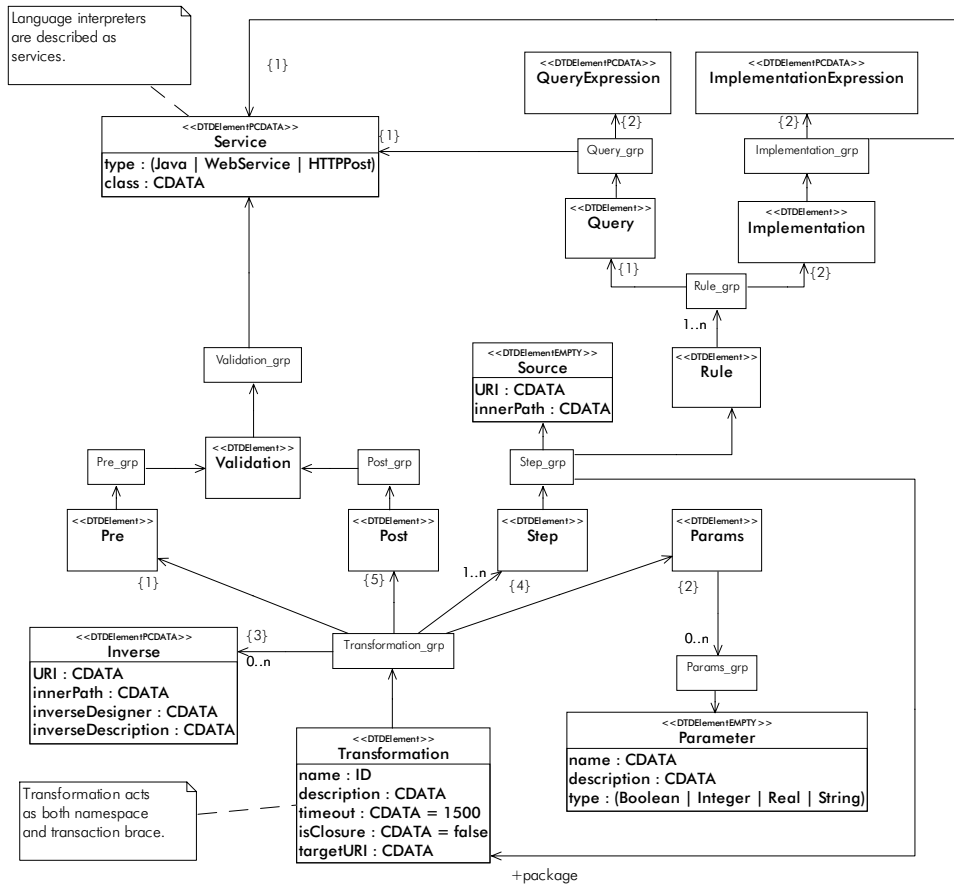 Language interpreters
are described as
services.
{1}
<<DTDElementPCDATA>>
QueryExpression
<<DTDElementPCDATA>>
ImplementationExpression
{2}
{2}
<<DTDElementPCDATA>>
Service
type : (Java | WebService | HTTPPost)
class : CDATA
{1}
Query_grp
Implementation_grp
<<DTDElement>>
Query
<<DTDElement>>
Implementation
{1}
{2}
Rule_grp
1..n
Validation_grp
<<DTDElementEMPTY>>
Source
URI : CDATA
innerPath : CDATA
<<DTDElement>>
Rule
Pre_grp
<<DTDElement>>
Validation
Post_grp
Step_grp
<<DTDElement>>
Pre
<<DTDElement>>
Post
<<DTDElement>>
Step
<<DTDElement>>
Params
{1}
{5}
1..n
{4}
{2}
<<DTDElementPCDATA>>
Inverse
URI : CDATA
innerPath : CDATA
inverseDesigner : CDATA
inverseDescription : CDATA
{3}
0..n
Transformation_grp
0..n
Params_grp
<<DTDElement>>
Transformation
name : ID
description : CDATA
timeout : CDATA = 1500
isClosure : CDATA = false
targetURI : CDATA
<<DTDElementEMPTY>>
Parameter
name : CDATA
description : CDATA
type : (Boolean | Integer | Real | String)
Transformation acts
as both namespace
and transaction brace.
+package